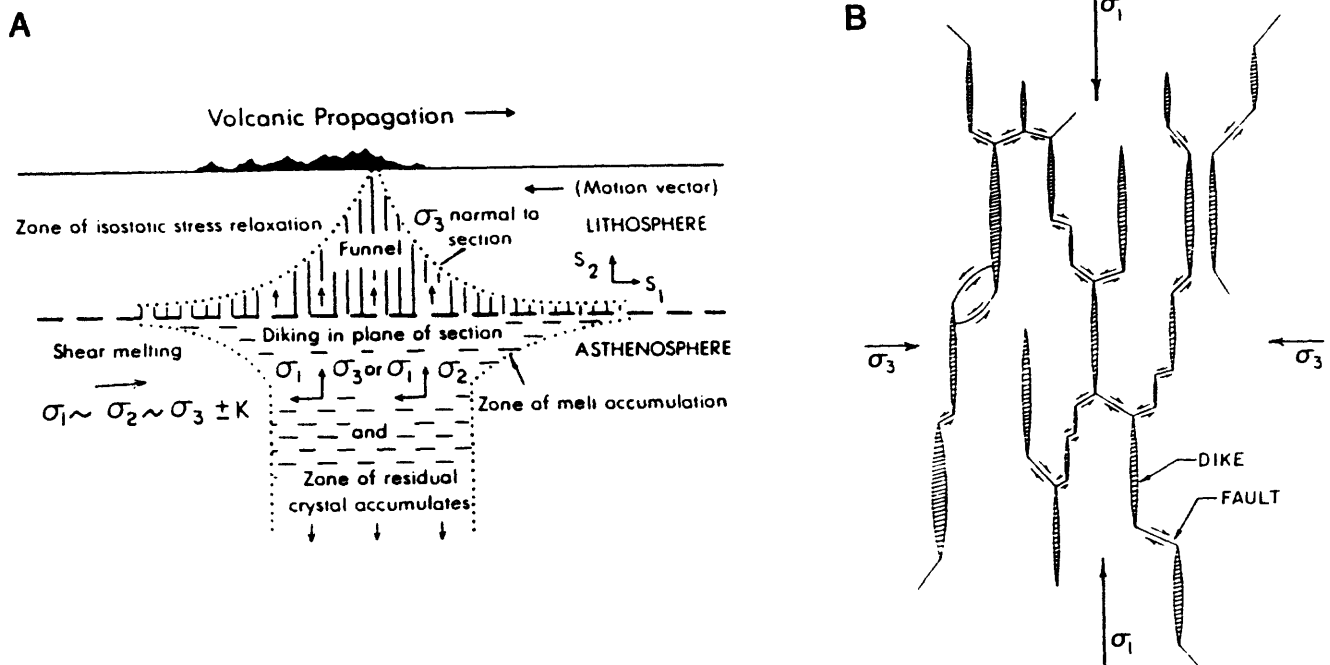 A
Volcanic Propagation
(Motion vector)
Zone of isostatic stress relaxation
σ3 normal to
section
LITHOSPHERE
Funnel
S2
S1
Diking in plane of section
Shear melting
ASTHENOSPHERE
σ1 σ3 or σ1 σ2
Zone of melt accumulation
σ1 ~ σ2 ~ σ3 ± K
and
Zone of residual
crystal accumulates
B
σ1
σ3
σ3
DIKE
FAULT
σ1